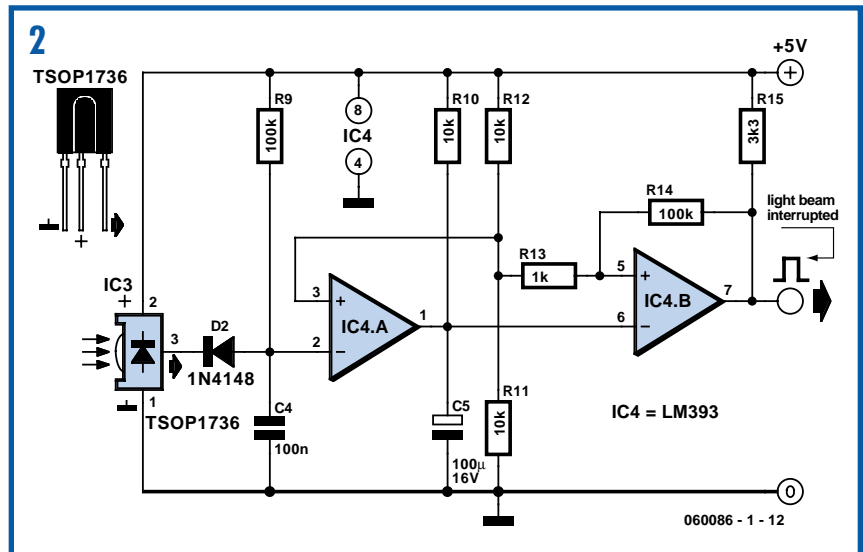 2
TSOP1736
+5V
R9
100k
8
IC4
4
R10
10k
R12
10k
R15
3k3
R14
100k
light beam
interrupted
R13
1k
IC3
+
2
D2
3
1N4148
1
TSOP1736
3
+
IC4.A
1
2
−
5
+
IC4.B
7
6
−
C4
100n
C5
100µ
16V
R11
10k
IC4 = LM393
0
060086 - 1 - 12